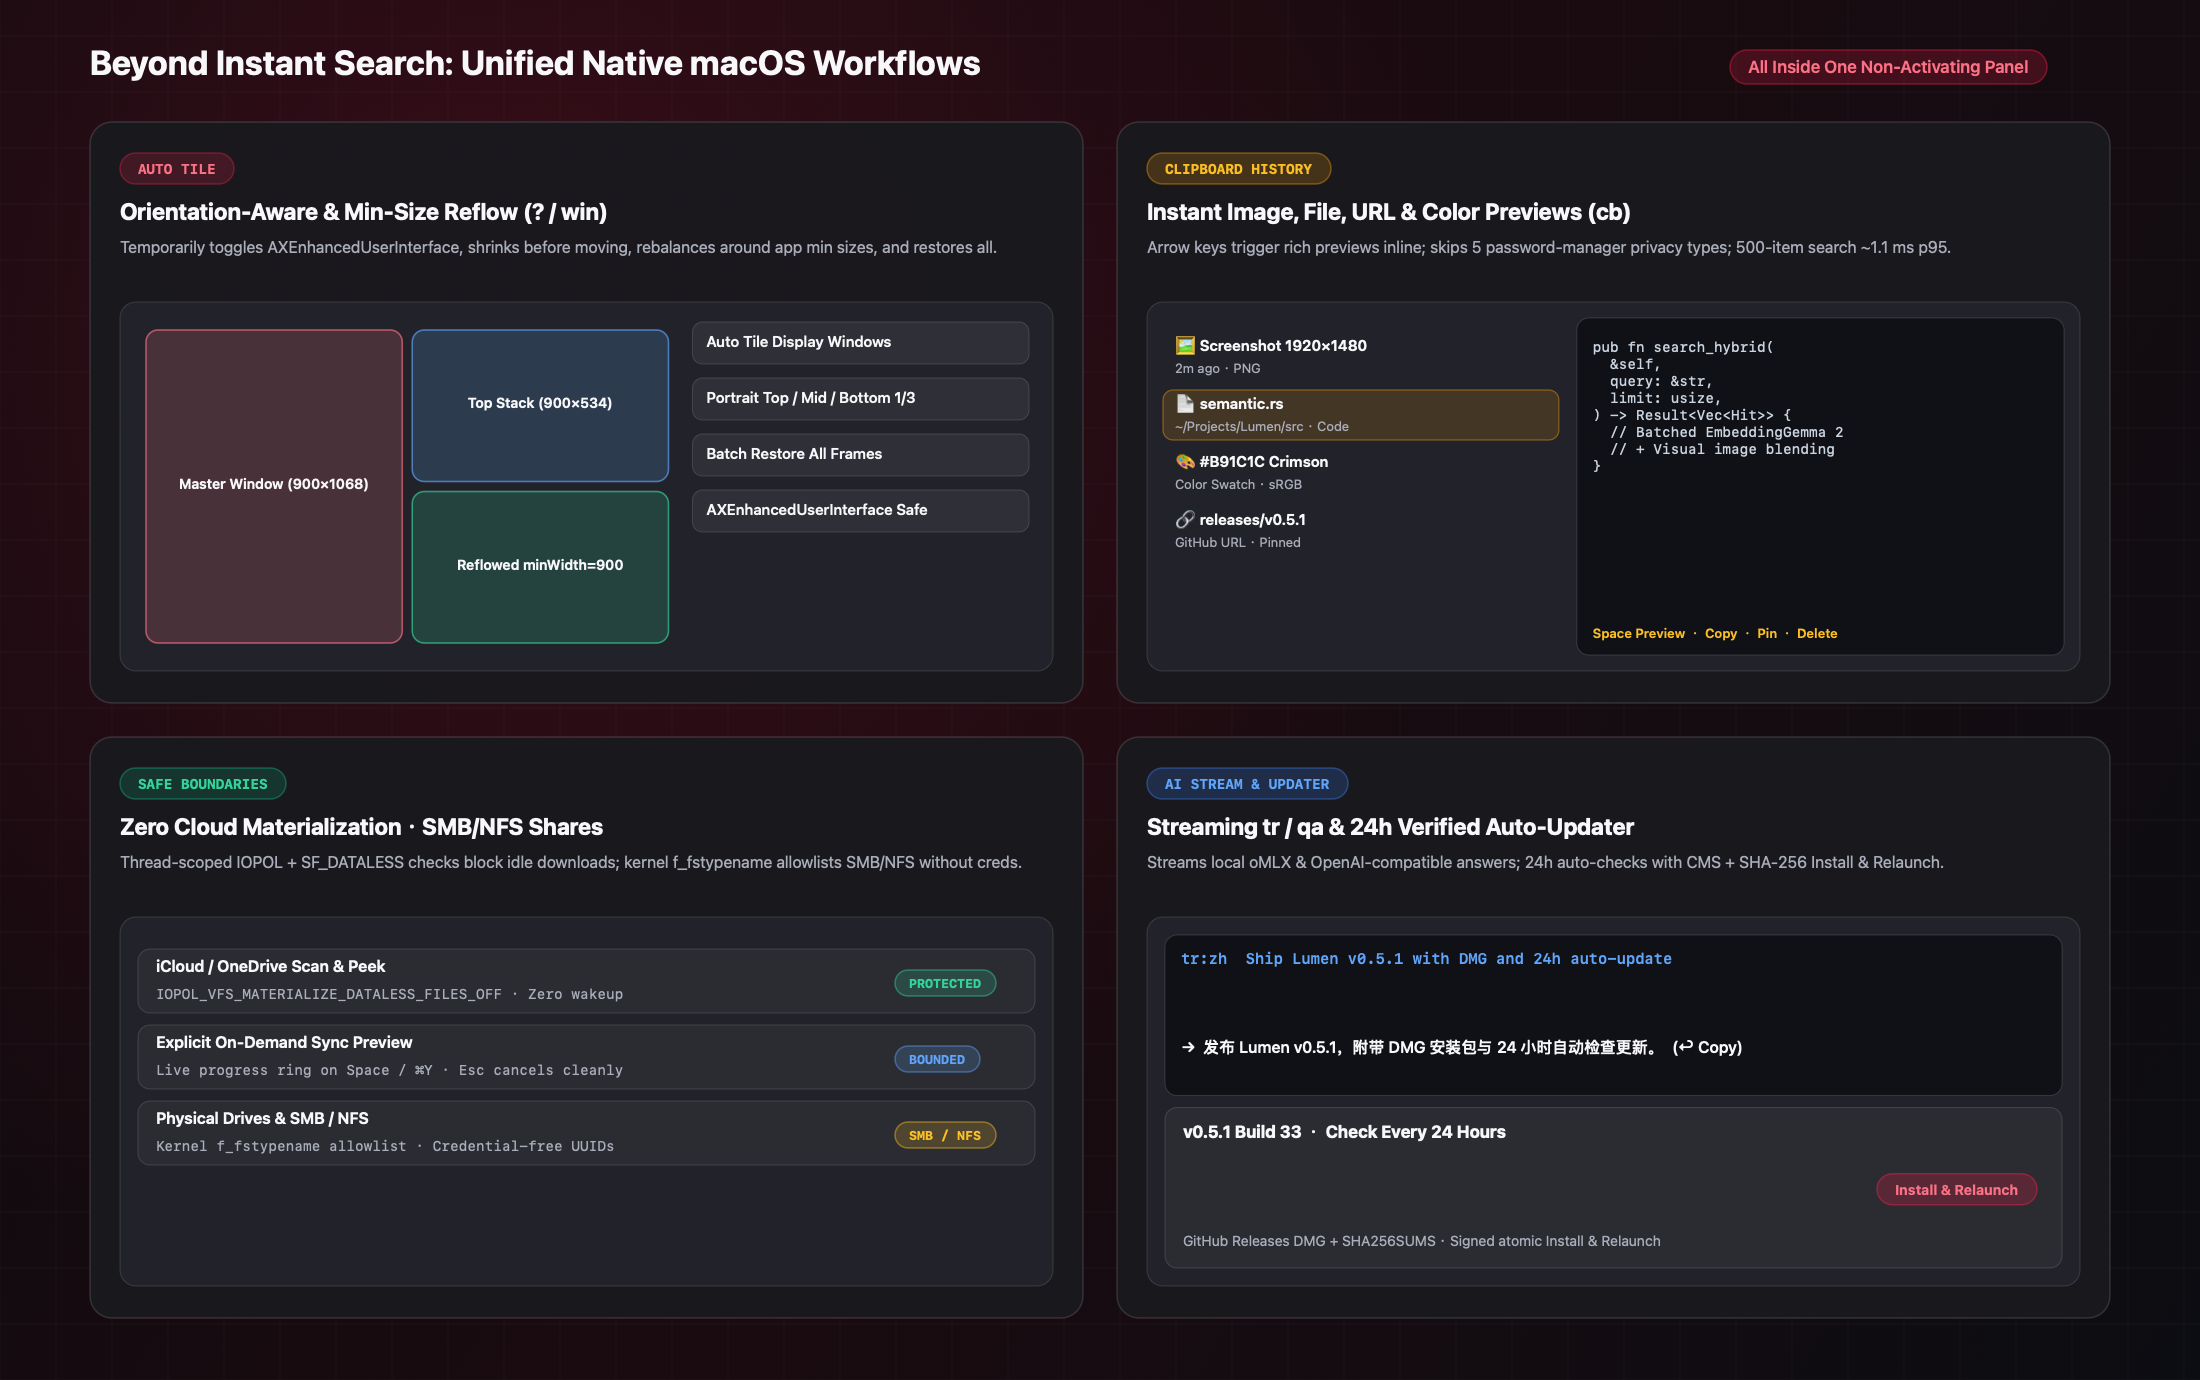 Beyond Instant Search: Unified Native macOS Workflows
All Inside One Non-Activating Panel
AUTO TILE
Orientation-Aware & Min-Size Reflow (? / win)
Temporarily toggles AXEnhancedUserInterface, shrinks before moving, rebalances around app min sizes, and restores all.
Master Window (900×1068)
Top Stack (900×534)
Reflowed minWidth=900
Auto Tile Display Windows
Portrait Top / Mid / Bottom 1/3
Batch Restore All Frames
AXEnhancedUserInterface Safe
CLIPBOARD HISTORY
Instant Image, File, URL & Color Previews (cb)
Arrow keys trigger rich previews inline; skips 5 password-manager privacy types; 500-item search ~1.1 ms p95.
🖼️ Screenshot 1920×1480
2m ago · PNG
📄 semantic.rs
~/Projects/Lumen/src · Code
🎨 #B91C1C Crimson
Color Swatch · sRGB
🔗 releases/v0.5.1
GitHub URL · Pinned
pub fn search_hybrid(
  &self,
  query: &str,
  limit: usize,
) -> Result<Vec<Hit>> {
  // Batched EmbeddingGemma 2
  // + Visual image blending
}
Space Preview · Copy · Pin · Delete
SAFE BOUNDARIES
Zero Cloud Materialization · SMB/NFS Shares
Thread-scoped IOPOL + SF_DATALESS checks block idle downloads; kernel f_fstypename allowlists SMB/NFS without creds.
iCloud / OneDrive Scan & Peek
IOPOL_VFS_MATERIALIZE_DATALESS_FILES_OFF · Zero wakeup
PROTECTED
Explicit On-Demand Sync Preview
Live progress ring on Space / ⌘Y · Esc cancels cleanly
BOUNDED
Physical Drives & SMB / NFS
Kernel f_fstypename allowlist · Credential-free UUIDs
SMB / NFS
AI STREAM & UPDATER
Streaming tr / qa & 24h Verified Auto-Updater
Streams local oMLX & OpenAI-compatible answers; 24h auto-checks with CMS + SHA-256 Install & Relaunch.
tr:zh  Ship Lumen v0.5.1 with DMG and 24h auto-update
→ 发布 Lumen v0.5.1，附带 DMG 安装包与 24 小时自动检查更新。 (↩ Copy)
v0.5.1 Build 33 · Check Every 24 Hours
Install & Relaunch
GitHub Releases DMG + SHA256SUMS · Signed atomic Install & Relaunch